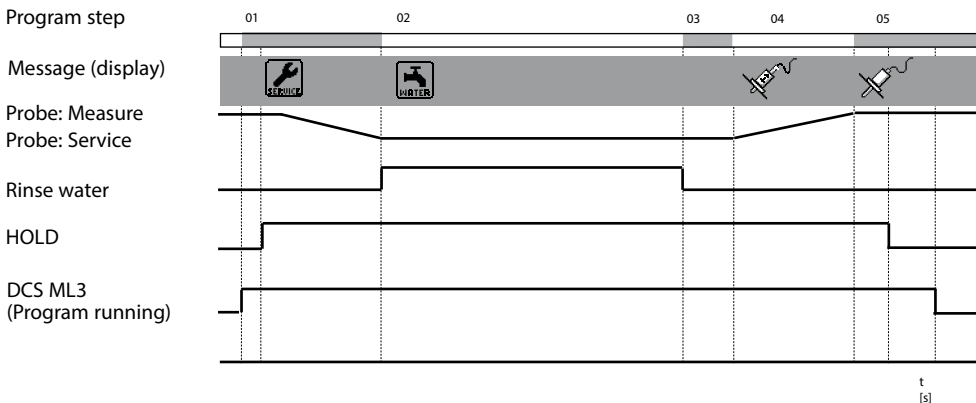 Program step
01 02 03 04 05
Message (display)
SERVICE
WATER
Probe: Measure
Probe: Service
Rinse water
HOLD
DCS ML3
(Program running)
t
[s]